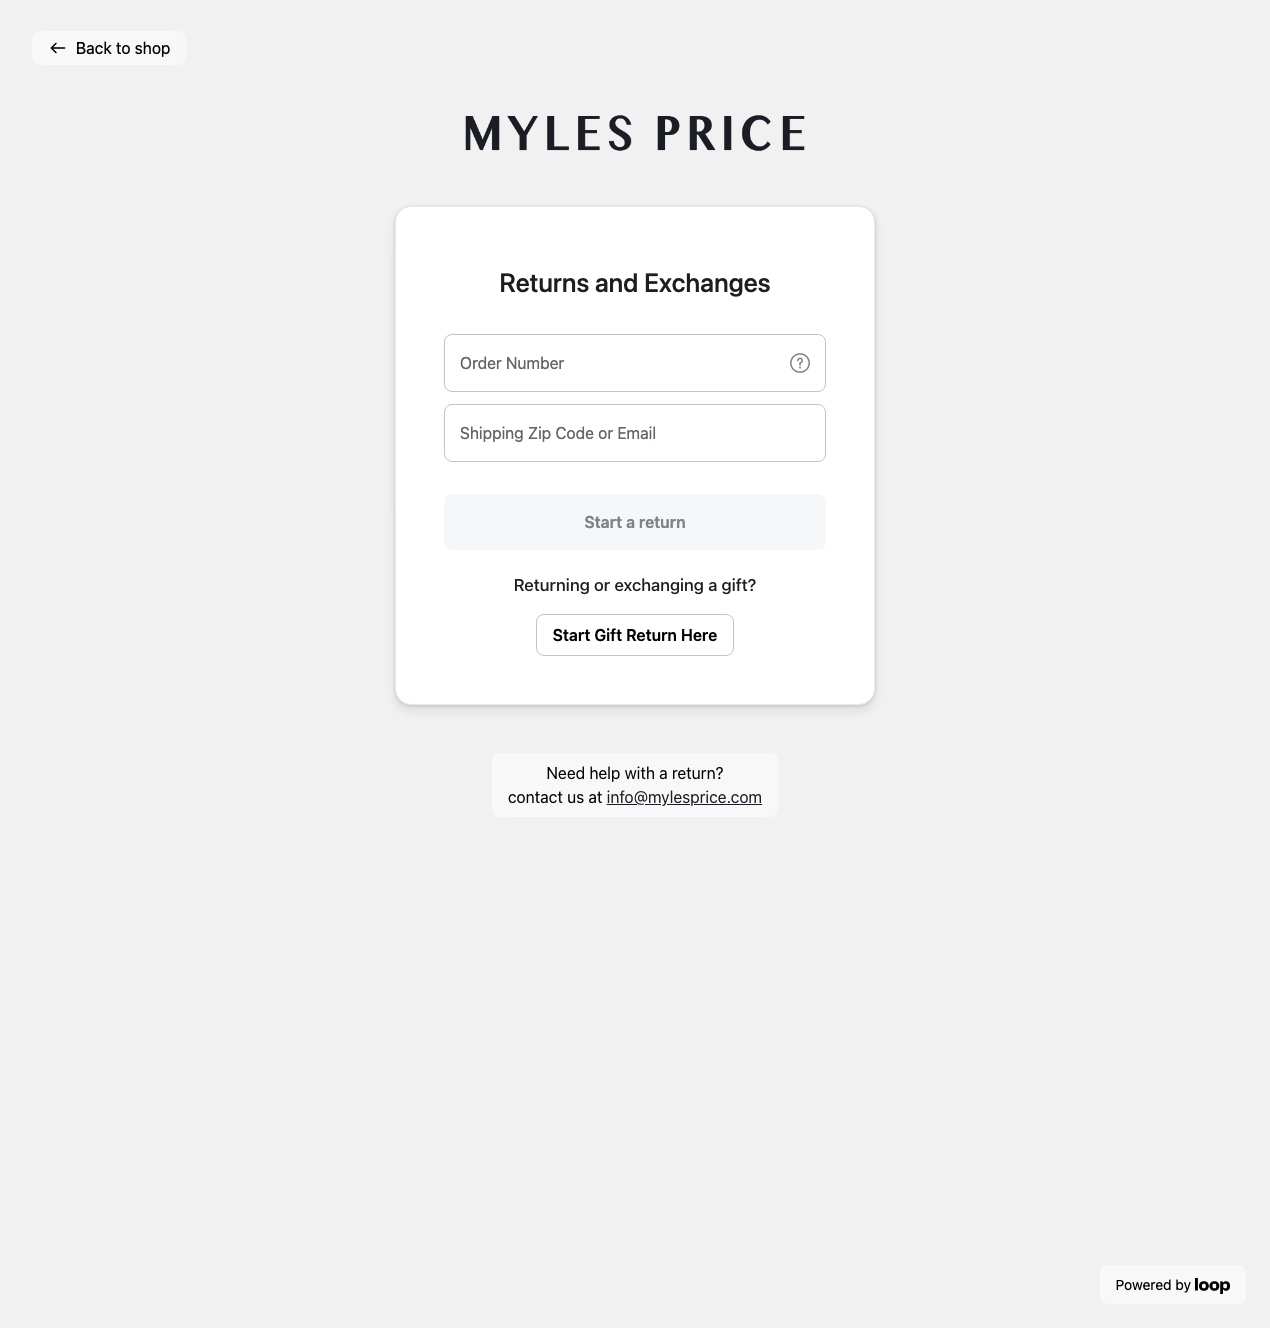 Back to shop
MYLES PRICE
Returns and Exchanges
Order Number
Shipping Zip Code or Email
Start a return
Returning or exchanging a gift?
Start Gift Return Here
Need help with a return?
contact us at info@mylesprice.com
Powered by loop